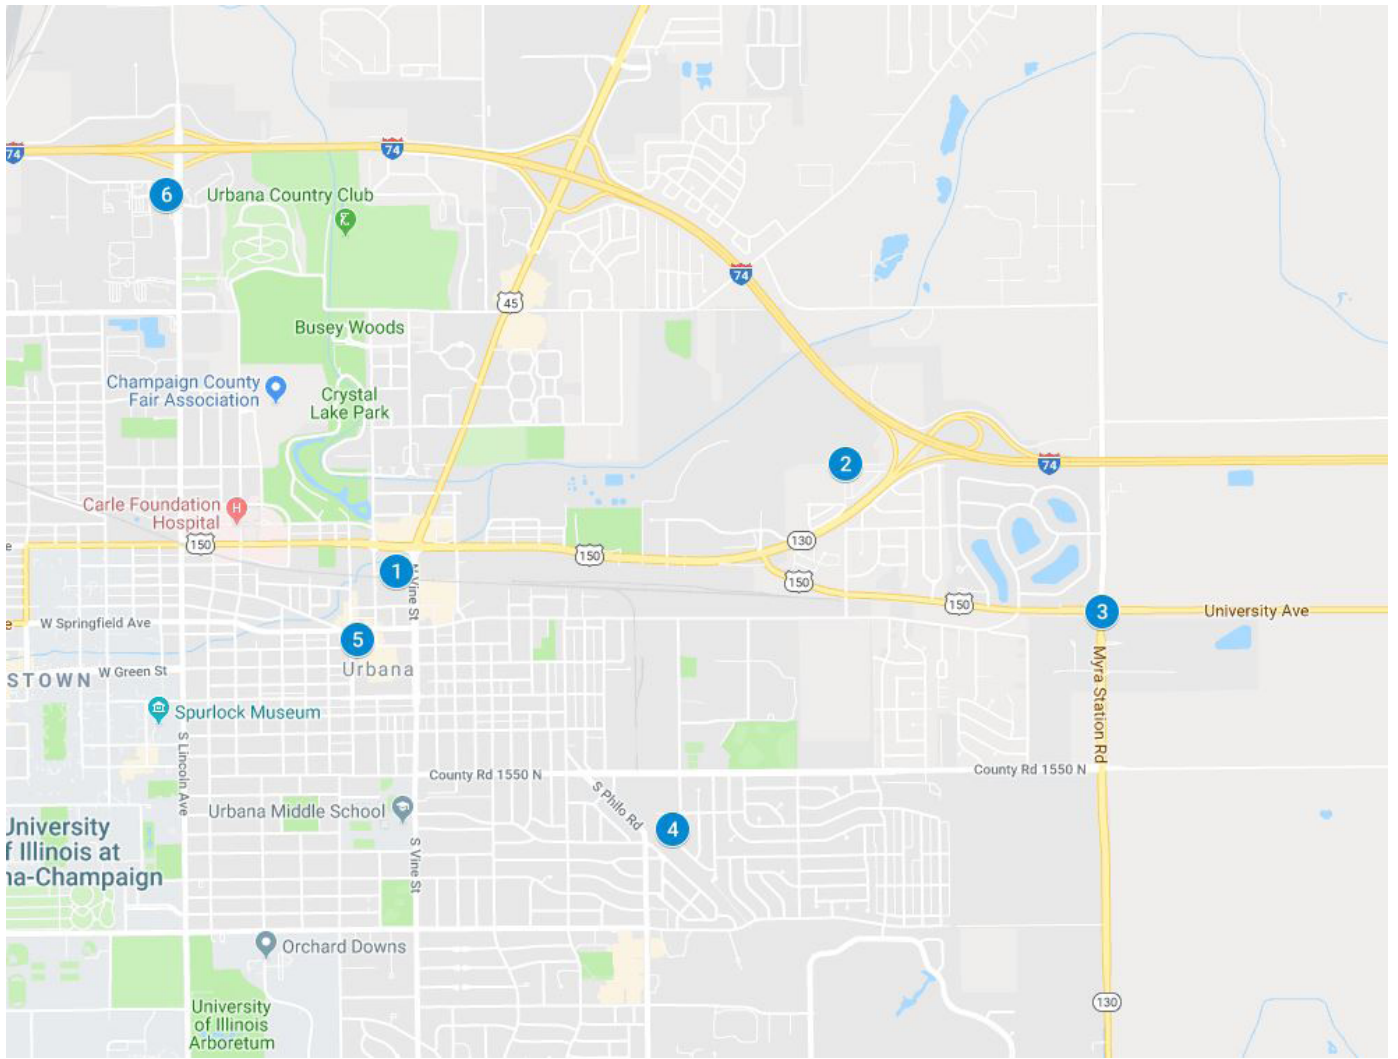 74
74
6
Urbana Country Club
74
45
Busey Woods
Champaign County
Fair Association
Crystal
Lake Park
2
74
Carle Foundation
Hospital
150
e
130
150
1
N Vine St
150
150
3
University Ave
e
W Springfield Ave
5
Urbana
W Green St
STOWN
Myra Station Rd
Spurlock Museum
S Lincoln Ave
County Rd 1550 N
County Rd 1550 N
S Philo Rd
Urbana Middle School
4
University
f Illinois at
na-Champaign
S Vine St
Orchard Downs
130
University
of Illinois
Arboretum